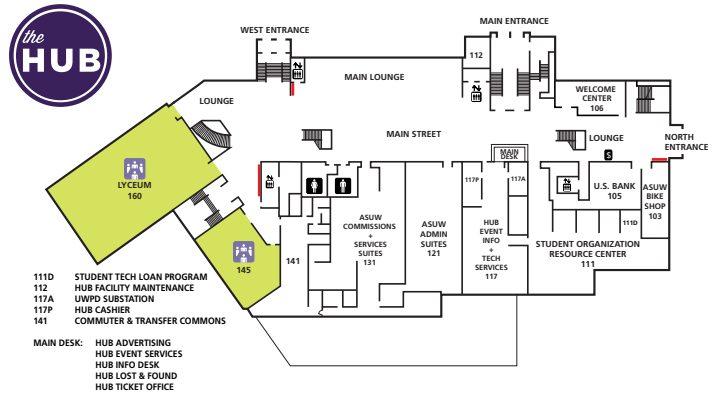 the
HUB
WEST ENTRANCE
MAIN ENTRANCE
112
MAIN LOUNGE
WELCOME
CENTER
106
LOUNGE
MAIN STREET
LOUNGE
NORTH
ENTRANCE
MAIN
DESK
$
117P
117A
U.S. BANK
105
ASUW
BIKE
SHOP
103
LYCEUM
160
ASUW
COMMISSIONS
+
SERVICES
SUITES
131
ASUW
ADMIN
SUITES
121
HUB
EVENT
INFO
+
TECH
SERVICES
117
111D
STUDENT ORGANIZATION
RESOURCE CENTER
111
145
141
111D STUDENT TECH LOAN PROGRAM
112 HUB FACILITY MAINTENANCE
117A UWPD SUBSTATION
117P HUB CASHIER
141 COMMUTER & TRANSFER COMMONS
MAIN DESK: HUB ADVERTISING
HUB EVENT SERVICES
HUB INFO DESK
HUB LOST & FOUND
HUB TICKET OFFICE